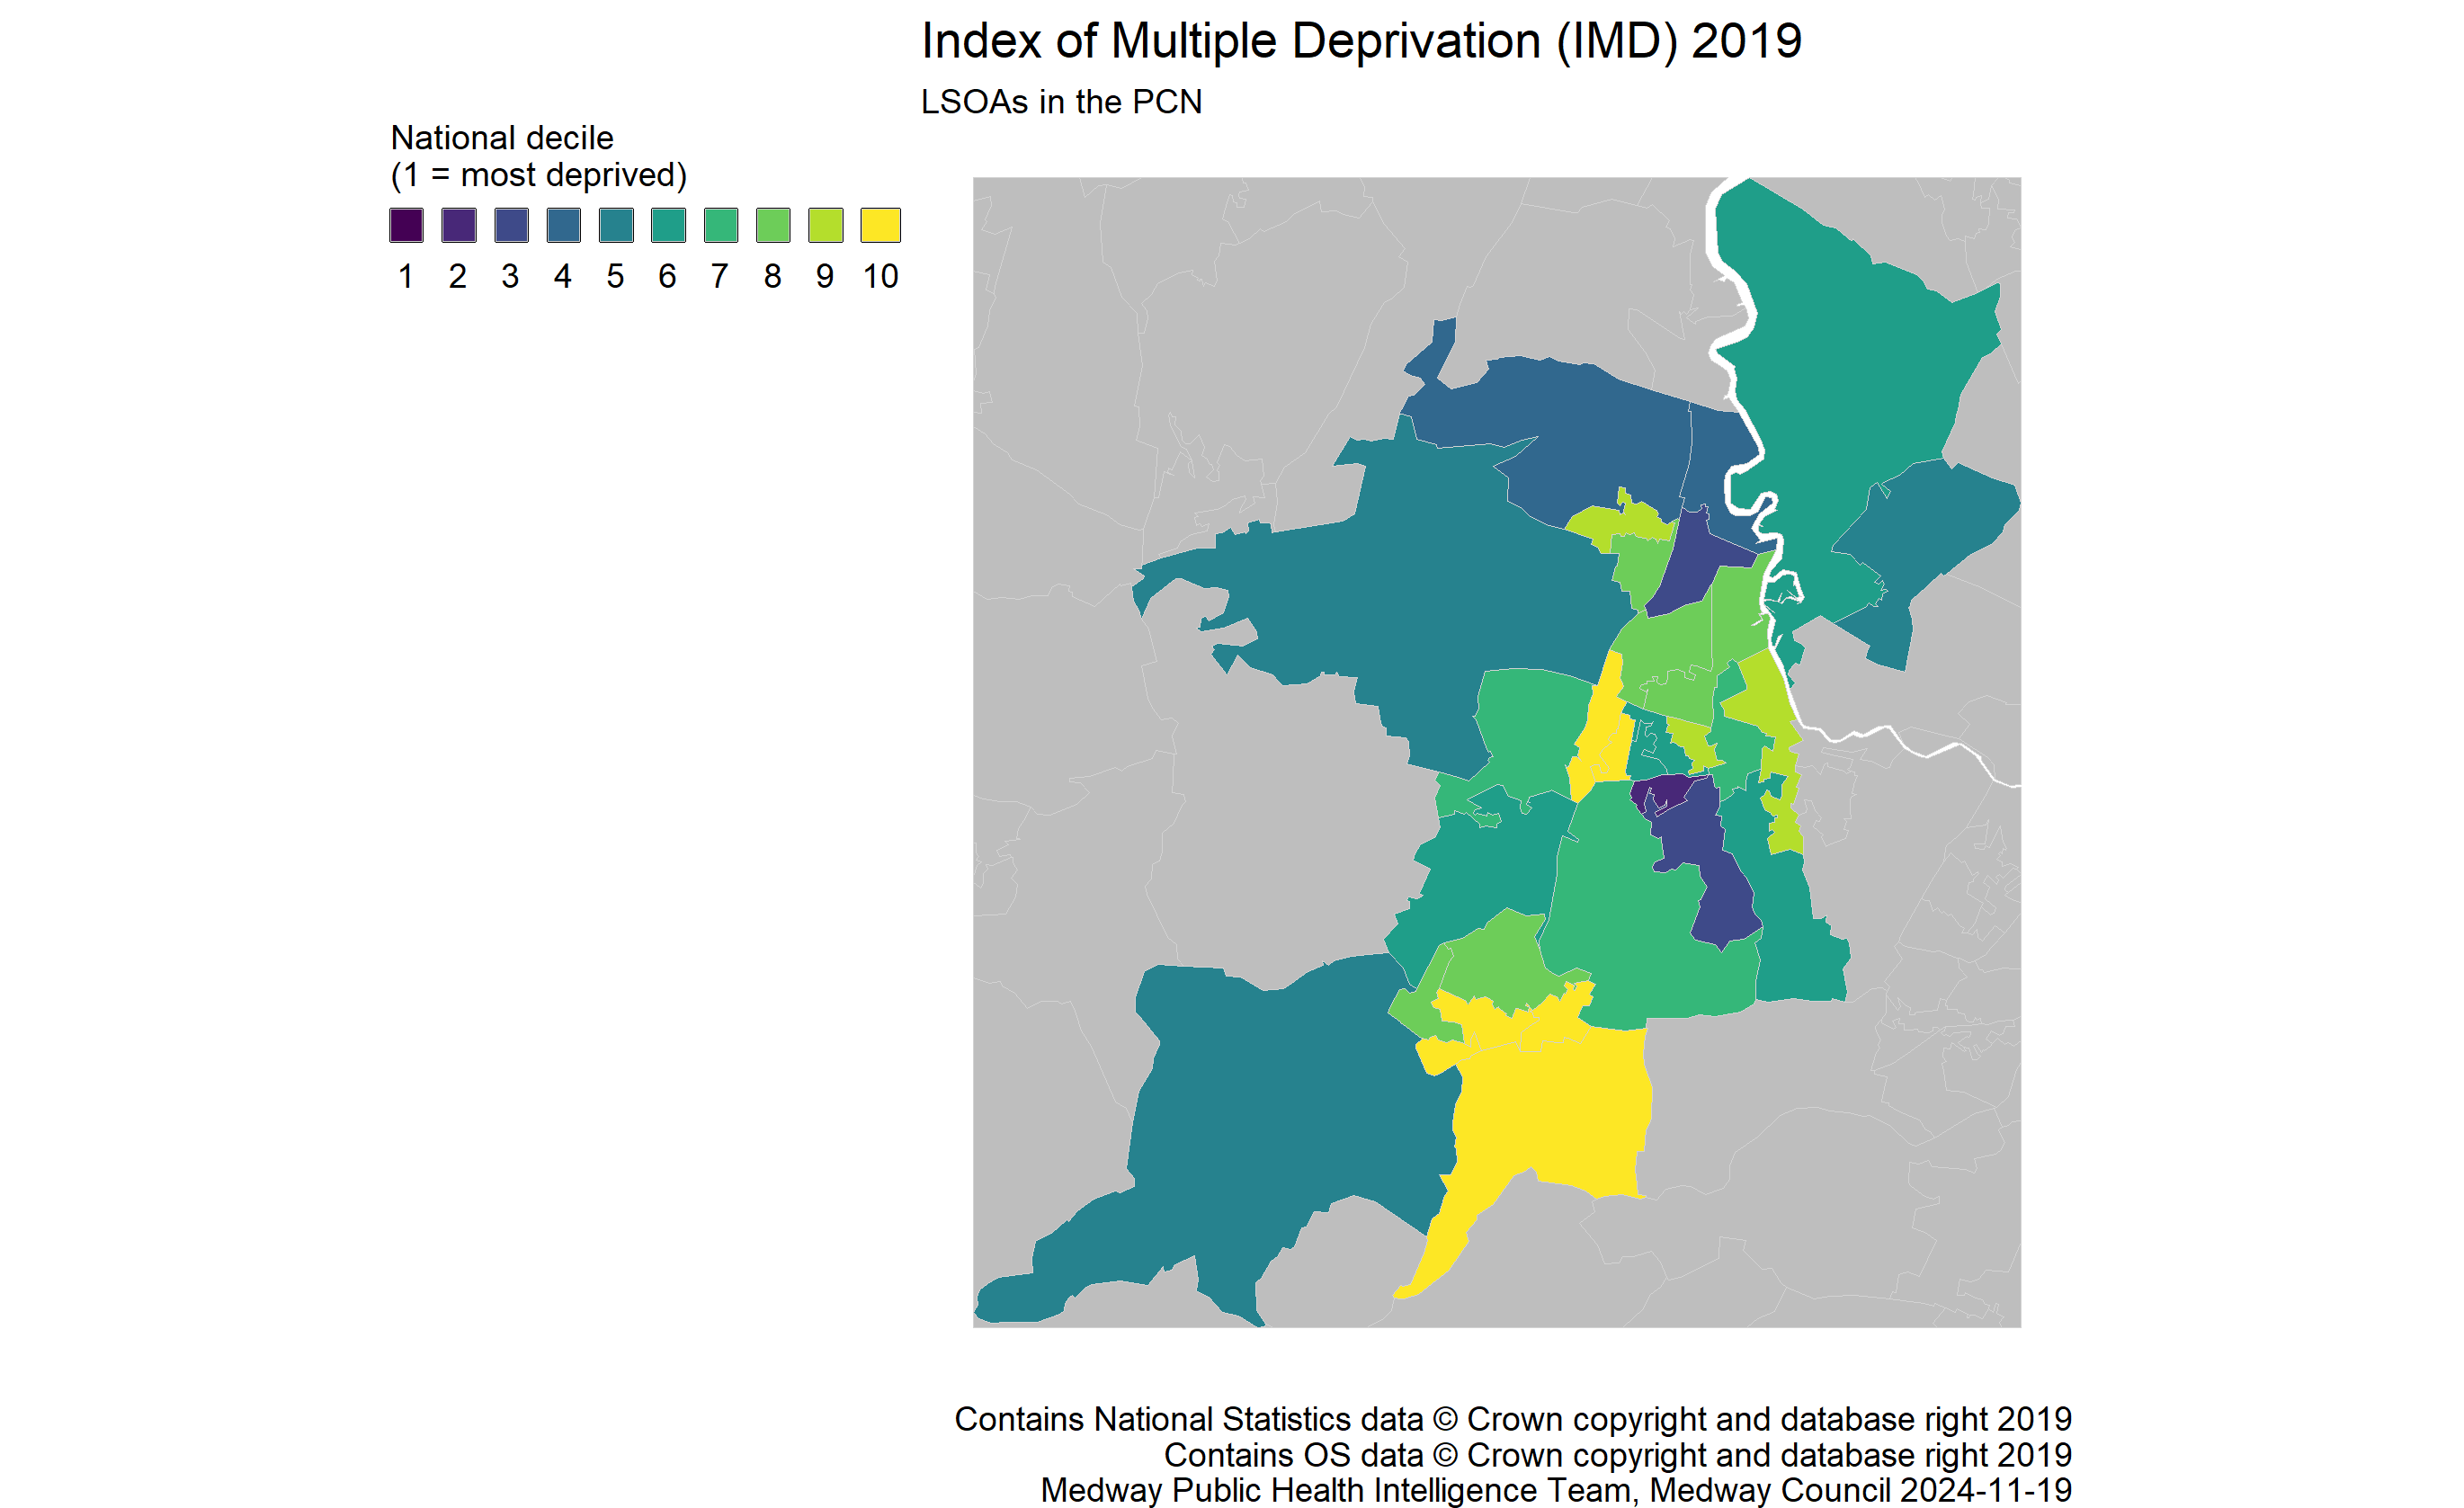 Index of Multiple Deprivation (IMD) 2019
LSOAs in the PCN
National decile
(1 = most deprived)
1 2 3 4 5 6 7 8 9 10
Contains National Statistics data © Crown copyright and database right 2019
Contains OS data © Crown copyright and database right 2019
Medway Public Health Intelligence Team, Medway Council 2024-11-19